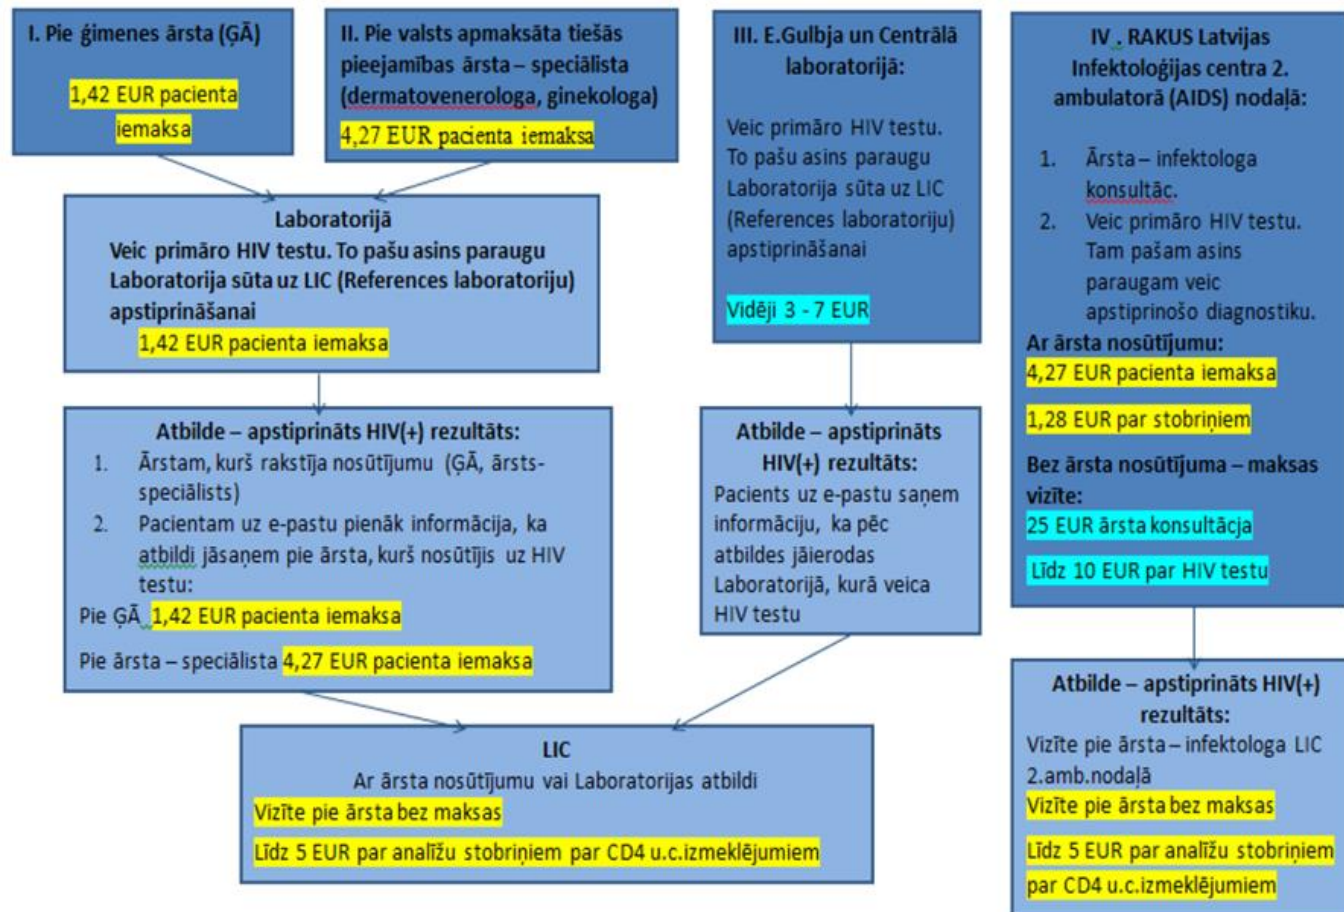 I. Pie ģimenes ārsta (ĢĀ)
1,42 EUR pacienta
iemaksa
II. Pie valsts apmaksāta tiešās
pieejamības ārsta – speciālista
(dermatovenerologa, ginekologa)
4,27 EUR pacienta iemaksa
Laboratorijā
Veic primāro HIV testu. To pašu asins paraugu
Laboratorija sūta uz LIC (References laboratoriju)
apstiprināšanai
1,42 EUR pacienta iemaksa
Atbilde – apstiprināts HIV(+) rezultāts:
1. Ārstam, kurš rakstīja nosūtījumu (ĢĀ, ārsts-
speciālists)
2. Pacientam uz e-pastu pienāk informācija, ka
atbildi jāsaņem pie ārsta, kurš nosūtījis uz HIV
testu:
Pie ĢĀ 1,42 EUR pacienta iemaksa
Pie ārsta – speciālista 4,27 EUR pacienta iemaksa
III. E.Gulbja un Centrālā
laboratorijā:
Veic primāro HIV testu.
To pašu asins paraugu
Laboratorija sūta uz LIC
(References laboratoriju)
apstiprināšanai
Vidēji 3 - 7 EUR
Atbilde – apstiprināts
HIV(+) rezultāts:
Pacients uz e-pastu saņem
informāciju, ka pēc
atbildes jāierodas
Laboratorijā, kurā veica
HIV testu
LIC
Ar ārsta nosūtījumu vai Laboratorijas atbildi
Vizīte pie ārsta bez maksas
Līdz 5 EUR par analīžu stobriņiem par CD4 u.c.izmeklējumiem
IV . RAKUS Latvijas
Infektoloģijas centra 2.
ambulatorā (AIDS) nodaļā:
1. Ārsta – infektologa
konsultāc.
2. Veic primāro HIV testu.
Tam pašam asins
paraugam veic
apstiprinošo diagnostiku.
Ar ārsta nosūtījumu:
4,27 EUR pacienta iemaksa
1,28 EUR par stobriņiem
Bez ārsta nosūtījuma – maksas
vizīte:
25 EUR ārsta konsultācja
Līdz 10 EUR par HIV testu
Atbilde – apstiprināts HIV(+)
rezultāts:
Vizīte pie ārsta – infektologa LIC
2.amb.nodaļā
Vizīte pie ārsta bez maksas
Līdz 5 EUR par analīžu stobriņiem
par CD4 u.c.izmeklējumiem